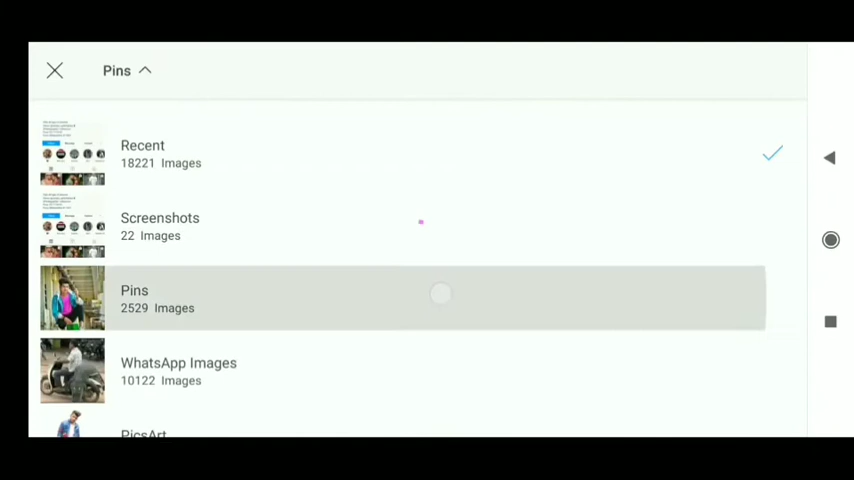 Pins
Recent
18221 Images
Screenshots
22 Images
Pins
2529 Images
WhatsApp Images
10122 Images
PicsArt